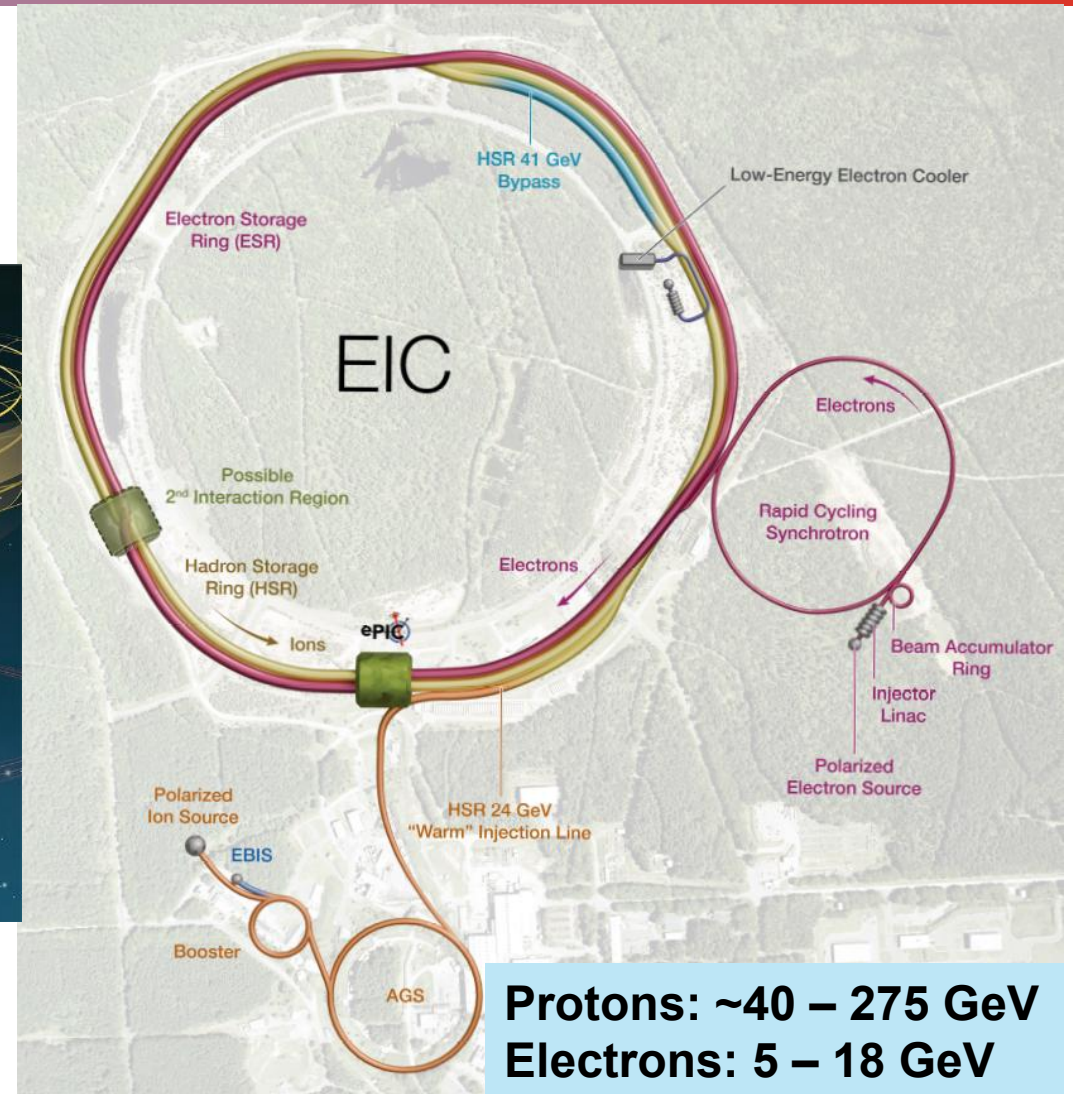 HSR 41 GeV
Bypass
Low-Energy Electron Cooler
Electron Storage
Ring (ESR)
EIC
Electrons
Possible
2nd Interaction Region
Rapid Cycling
Synchrotron
Hadron Storage
Ring (HSR)
Electrons
Ions
ePIC
Beam Accumulator
Ring
Injector
Linac
Polarized
Electron Source
Polarized
Ion Source
HSR 24 GeV
"Warm" Injection Line
EBIS
Booster
AGS
Protons: ~40 – 275 GeV
Electrons: 5 – 18 GeV